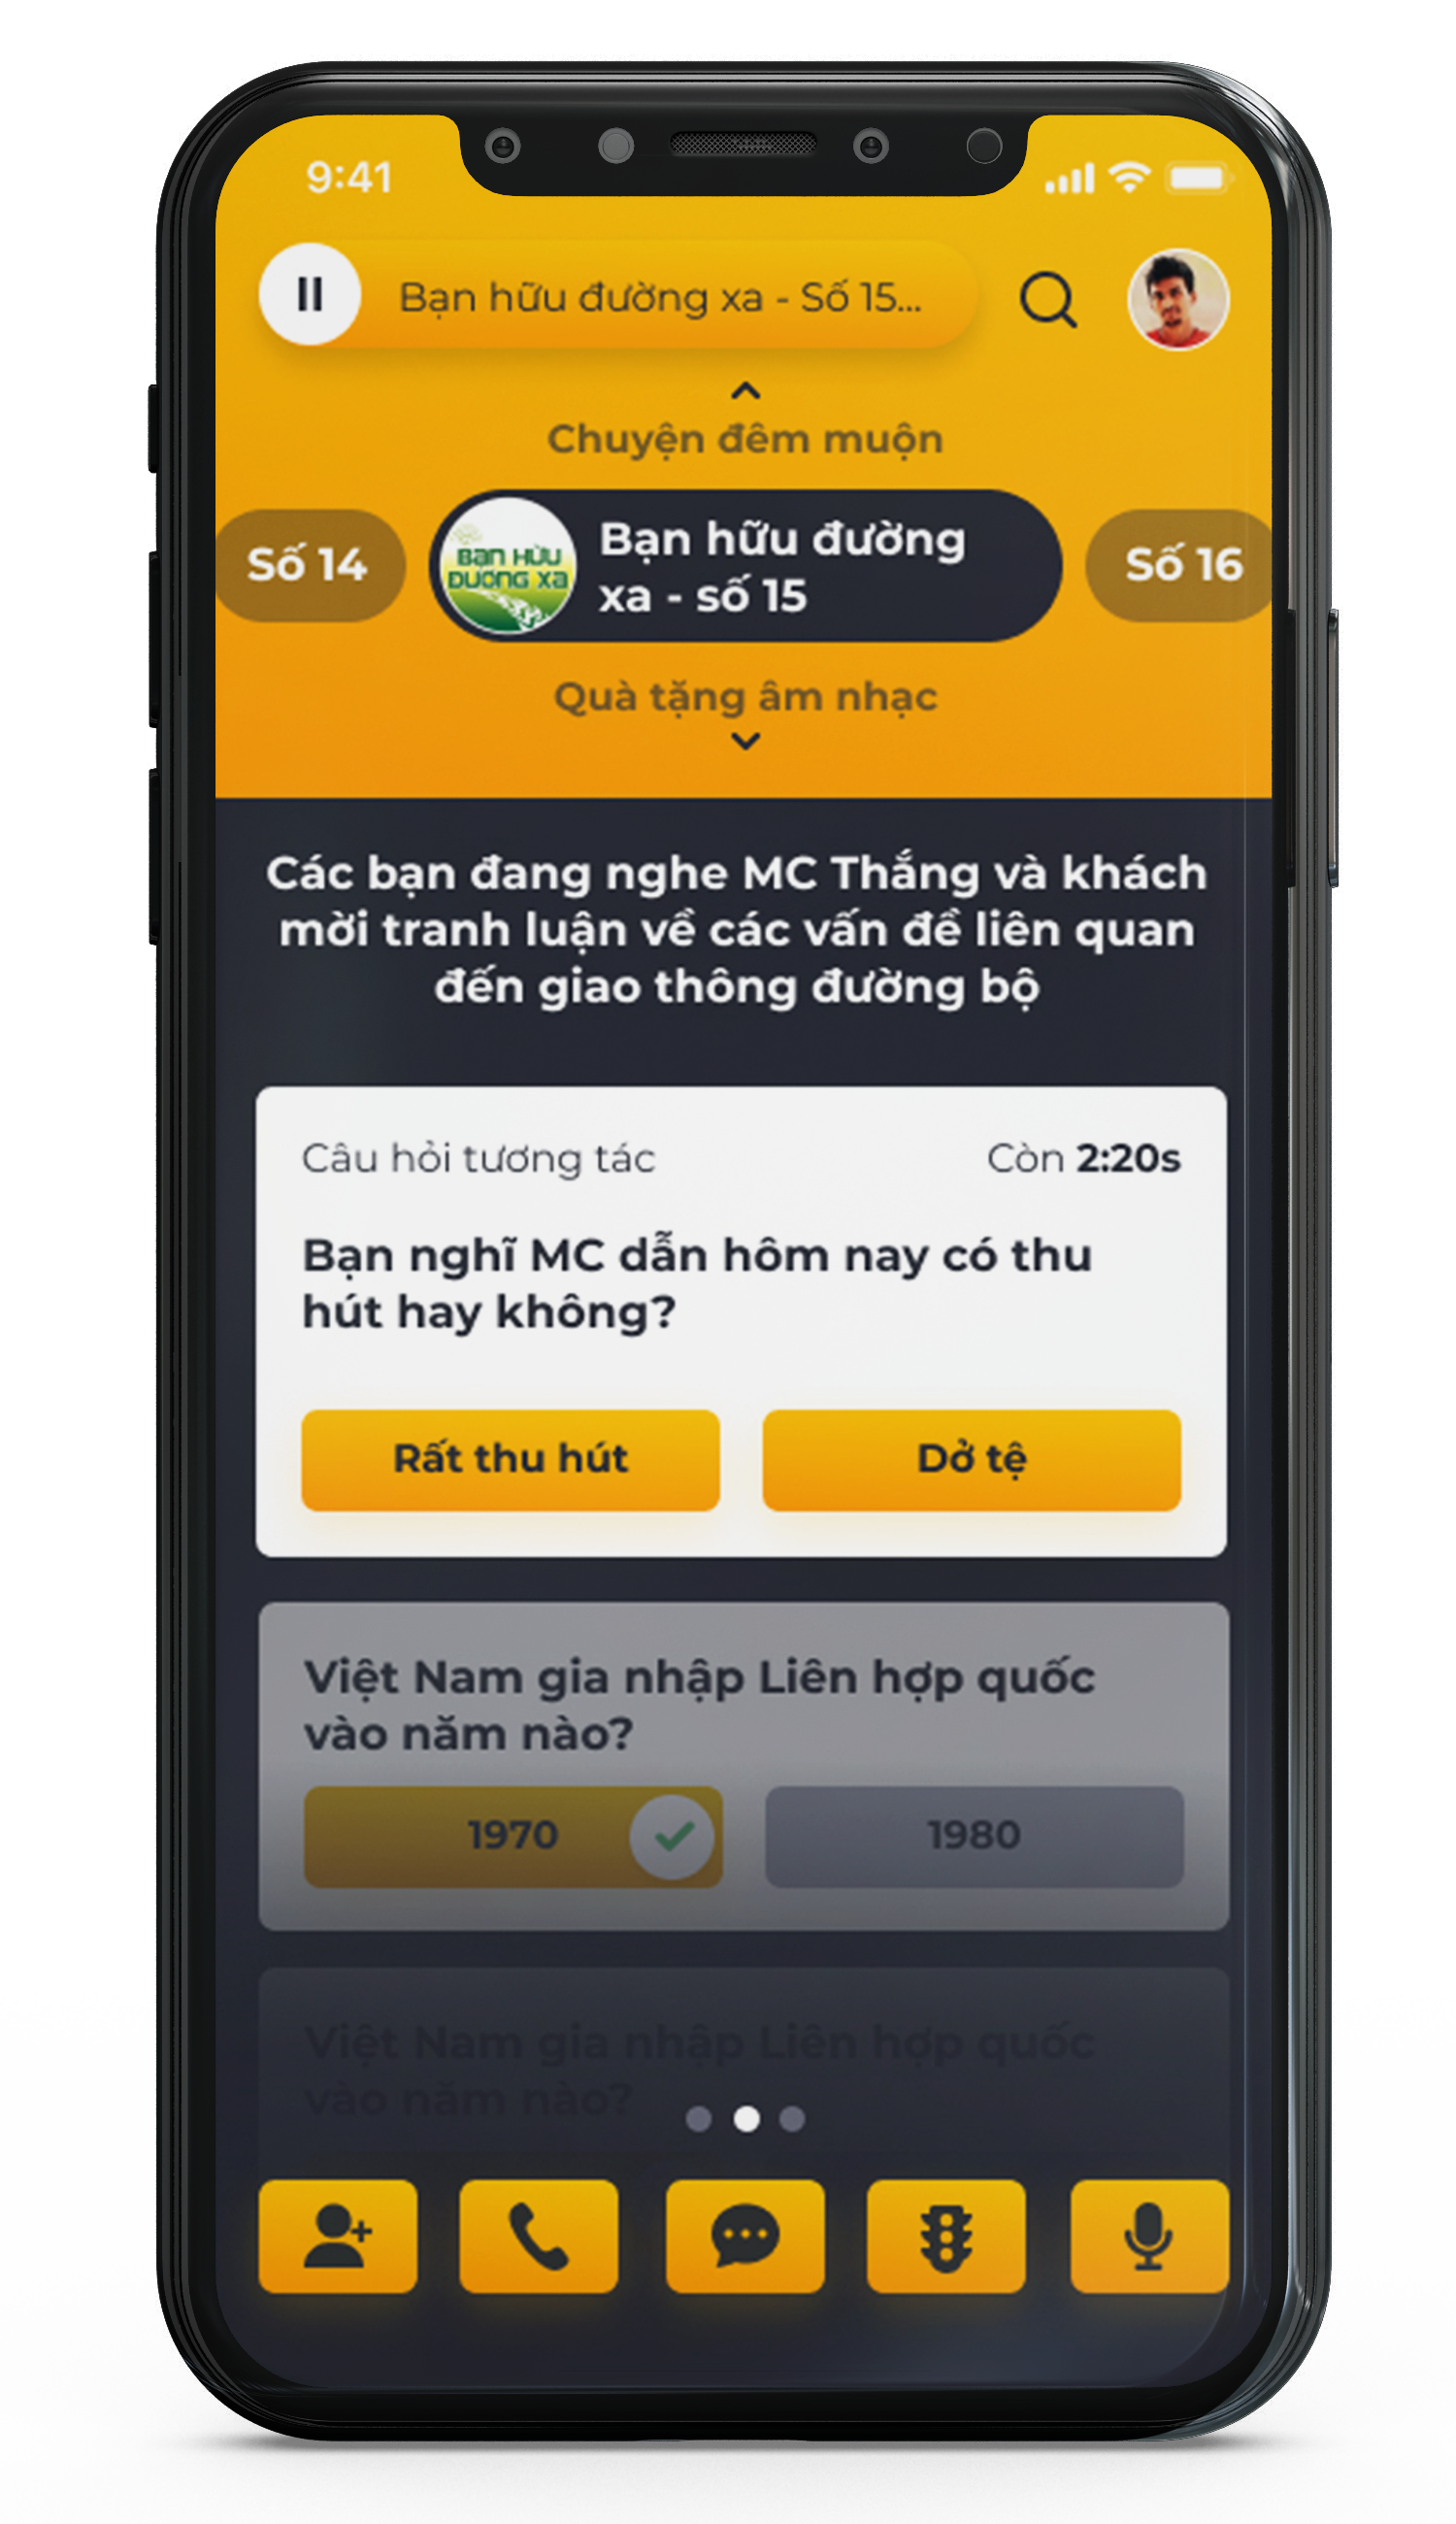 9:41
Bạn hữu đường xa - Số 15...
Chuyện đêm muộn
Số 14
BẠN HỮU
ĐƯỜNG XA
Bạn hữu đường
xa - số 15
Số 16
Quà tặng âm nhạc
Các bạn đang nghe MC Thắng và khách
mời tranh luận về các vấn đề liên quan
đến giao thông đường bộ
Câu hỏi tương tác
Còn 2:20s
Bạn nghĩ MC dẫn hôm nay có thu
hút hay không?
Rất thu hút
Dở tệ
Việt Nam gia nhập Liên hợp quốc
vào năm nào?
1970
1980
Việt Nam gia nhập Liên hợp quốc
vào năm nào?